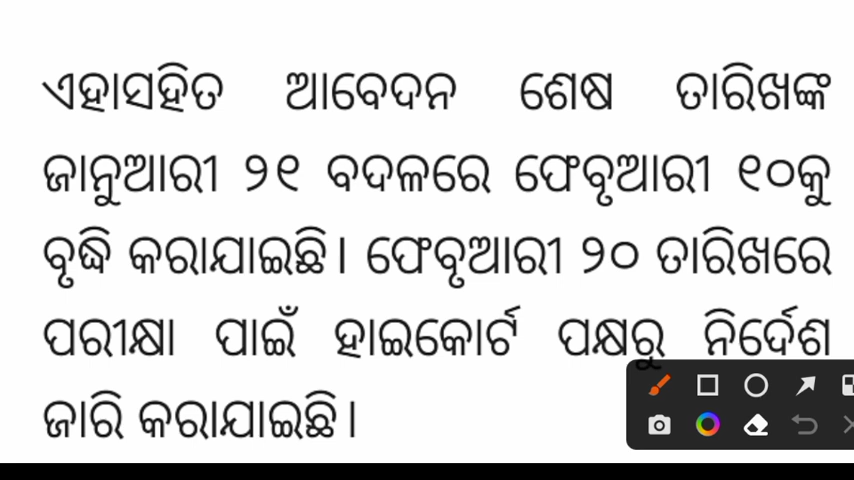 ଏହାସହିତ ଆବେଦନ ଶେଷ ତାରିଖଙ୍କ
ଜାନୁଆରୀ ୨୧ ବଦଳରେ ଫେବୃଆରୀ ୧୦କୁ
ବୃଦ୍ଧି କରାଯାଇଛି। ଫେବୃଆରୀ ୨୦ ତାରିଖରେ
ପରୀକ୍ଷା ପାଇଁ ହାଇକୋର୍ଟ ପକ୍ଷରୁ ନିର୍ଦେଶ
ଜାରି କରାଯାଇଛି।